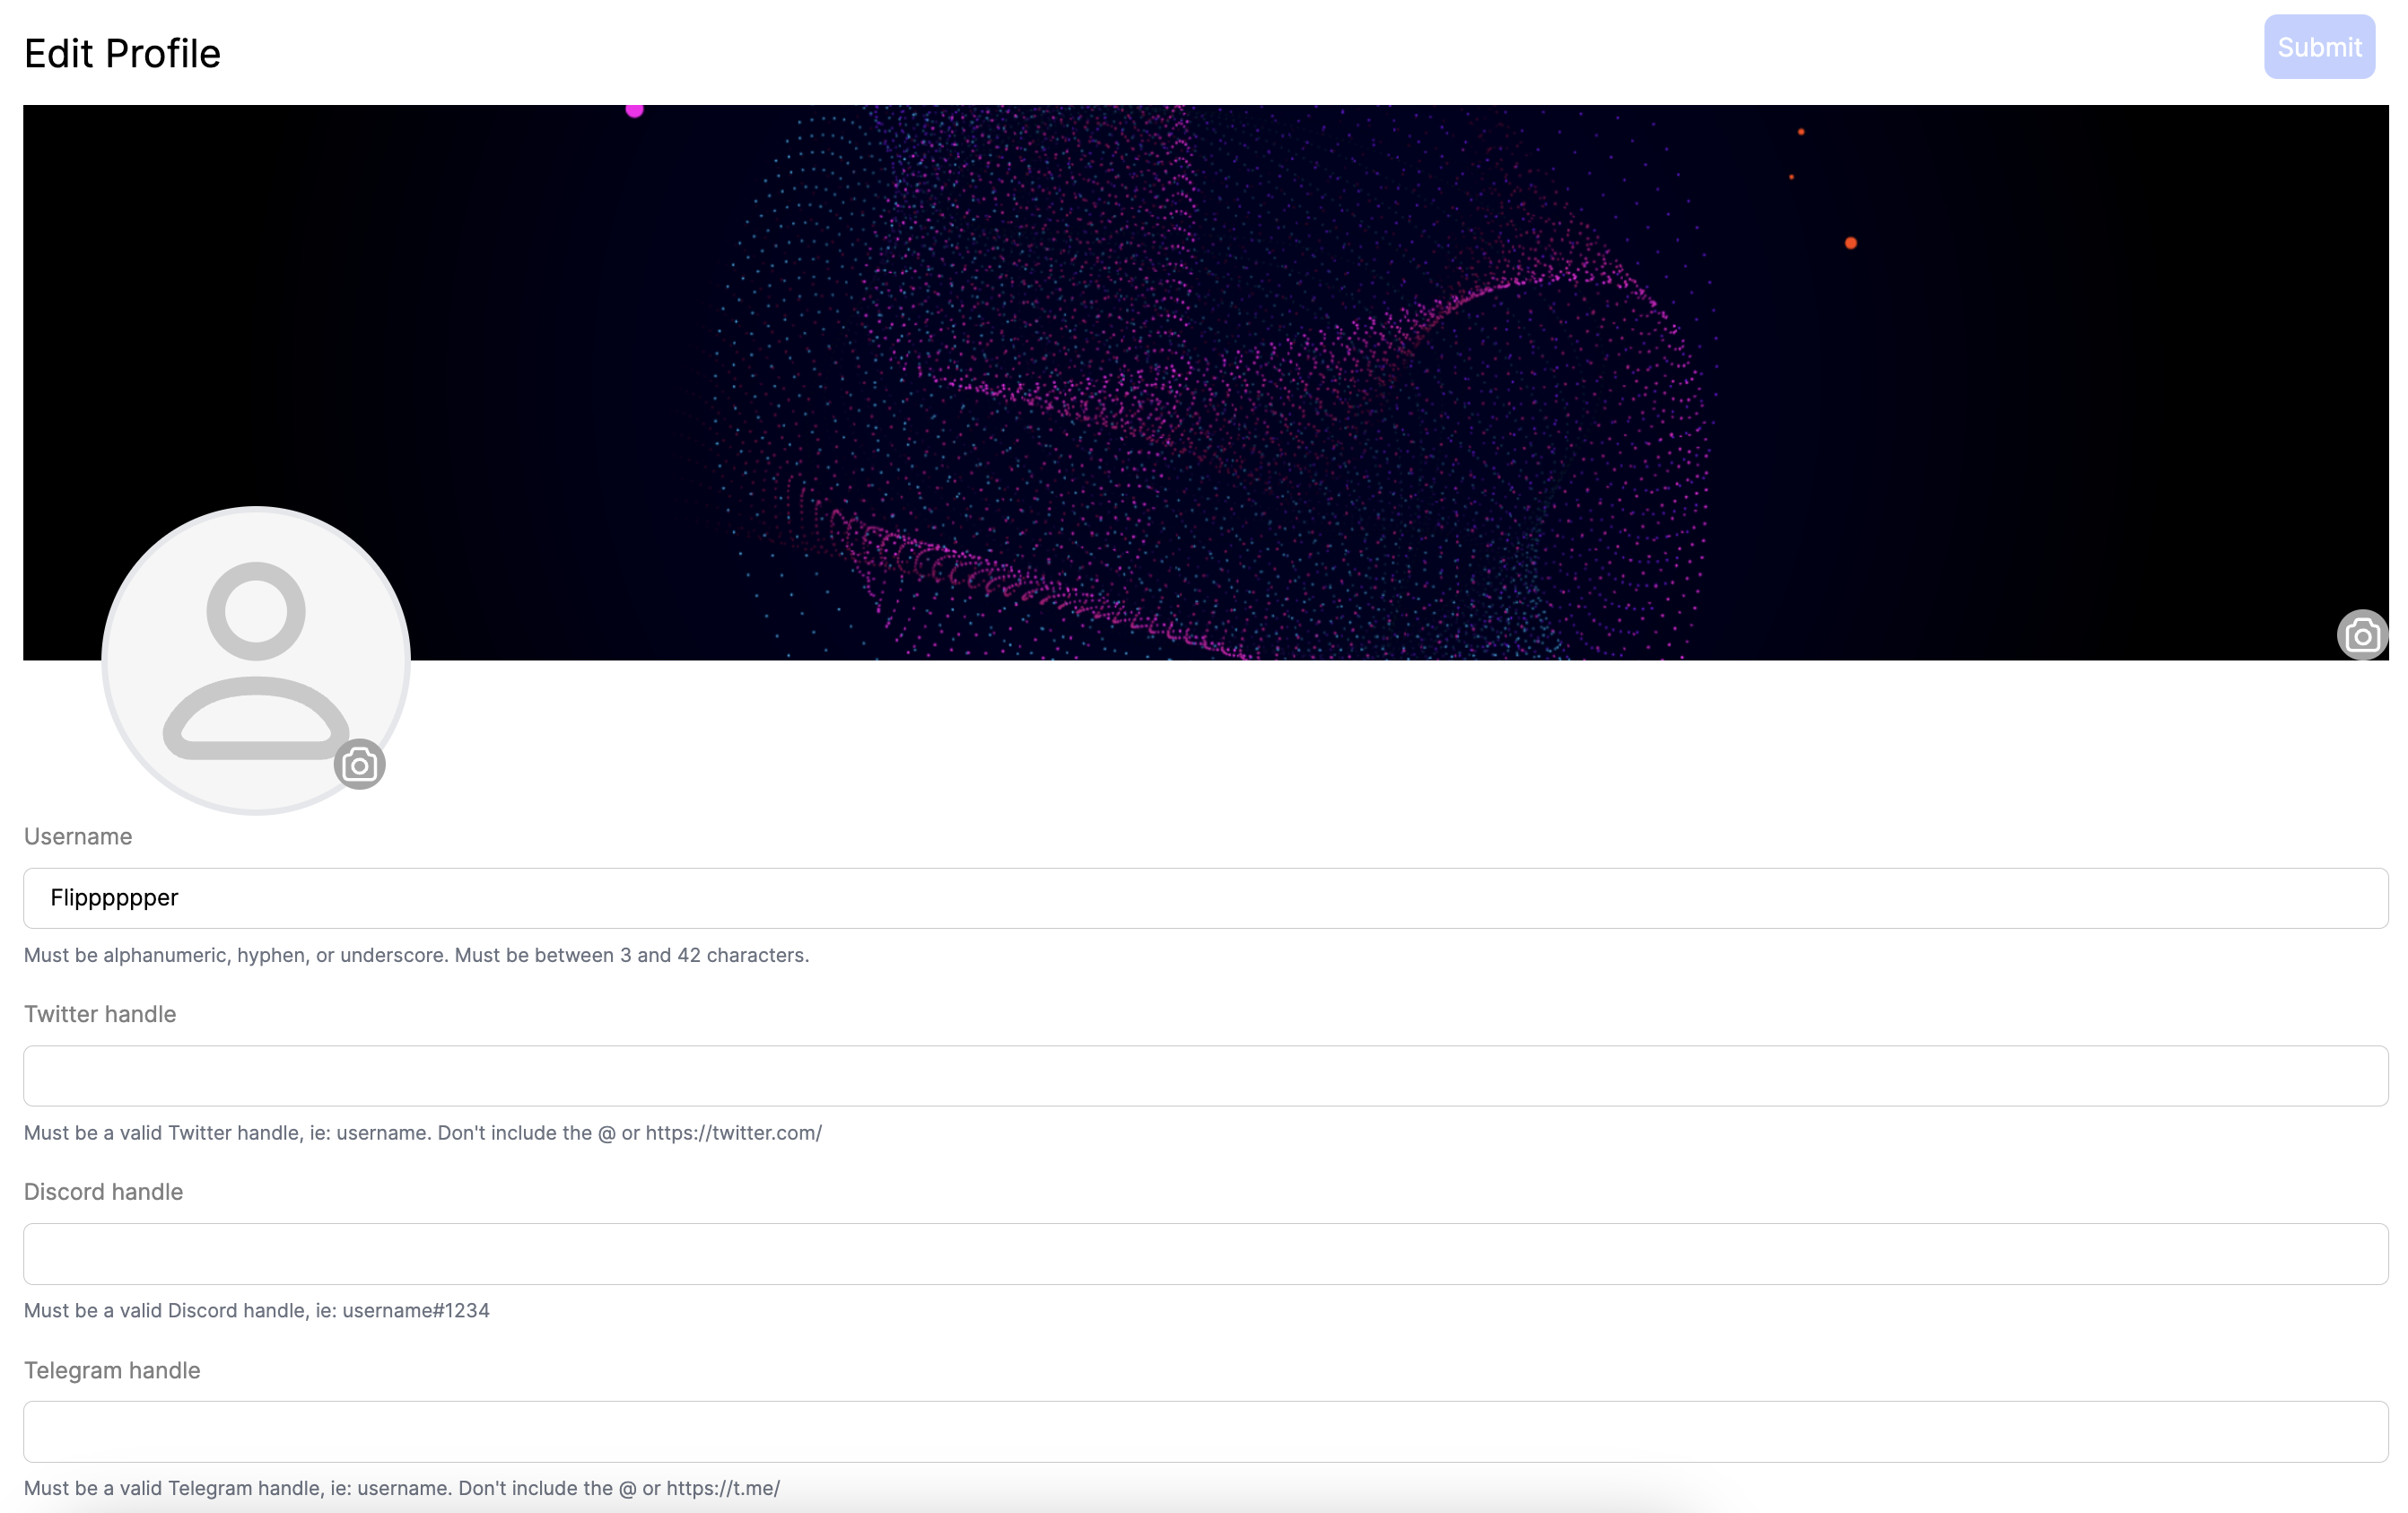 Edit Profile
Submit
Username
Flipppppper
Must be alphanumeric, hyphen, or underscore. Must be between 3 and 42 characters.
Twitter handle
Must be a valid Twitter handle, ie: username. Don't include the @ or https://twitter.com/
Discord handle
Must be a valid Discord handle, ie: username#1234
Telegram handle
Must be a valid Telegram handle, ie: username. Don't include the @ or https://t.me/